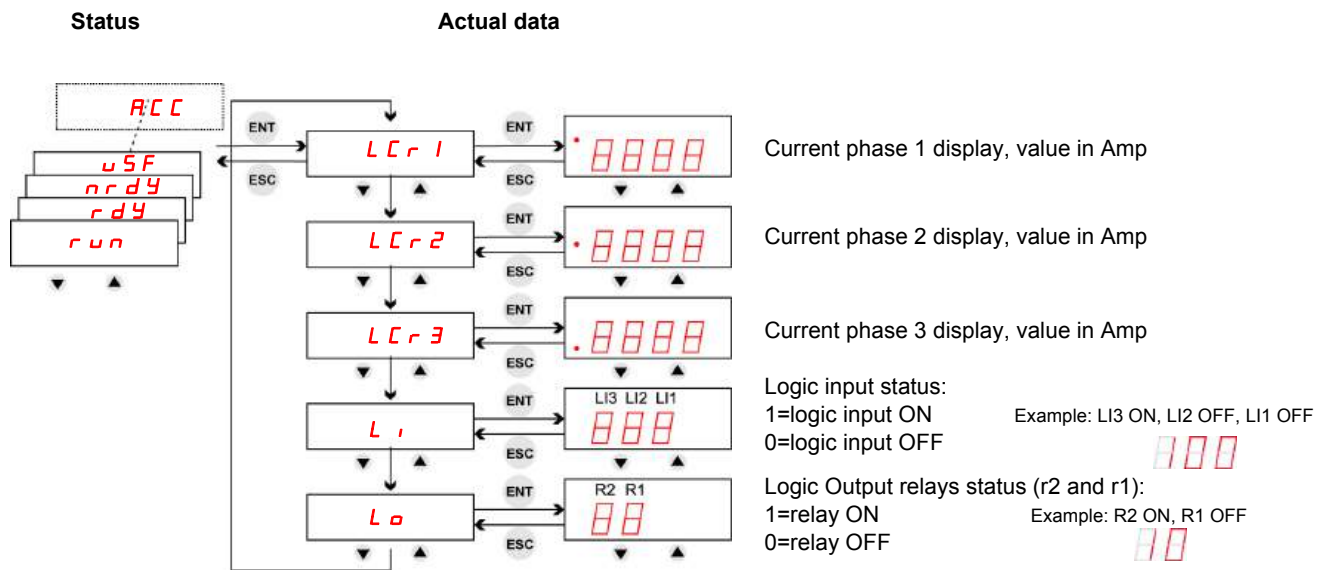 Status Actual data
ACC
ENT ENT
LCr1 8888 Current phase 1 display, value in Amp
uSF
ESC ESC
nrdY
rdY
run
ENT
LCr2 8888 Current phase 2 display, value in Amp
ESC
ENT
LCr3 8888 Current phase 3 display, value in Amp
ESC
Logic input status:
ENT LI3 LI2 LI1 1=logic input ON Example: LI3 ON, LI2 OFF, LI1 OFF
Li 888 0=logic input OFF 100
ESC
ENT R2 R1 Logic Output relays status (r2 and r1):
Lo 88 1=relay ON Example: R2 ON, R1 OFF
ESC 0=relay OFF 10